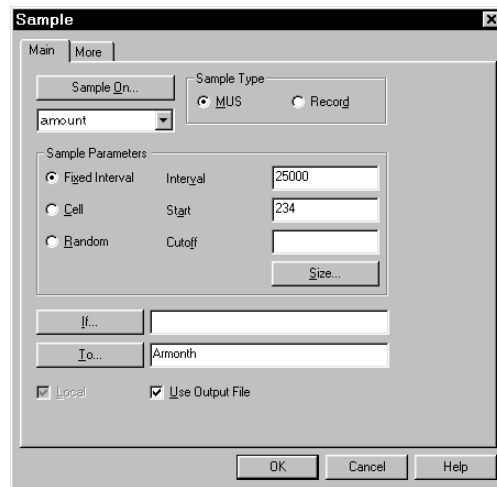 Sample
Main More
Sample On...
Sample Type
MUS Record
amount
Sample Parameters
Fixed Interval Interval 25000
Cell Start 234
Random Cutoff
Size...
If...
To... Armonth
Local Use Output File
OK Cancel Help